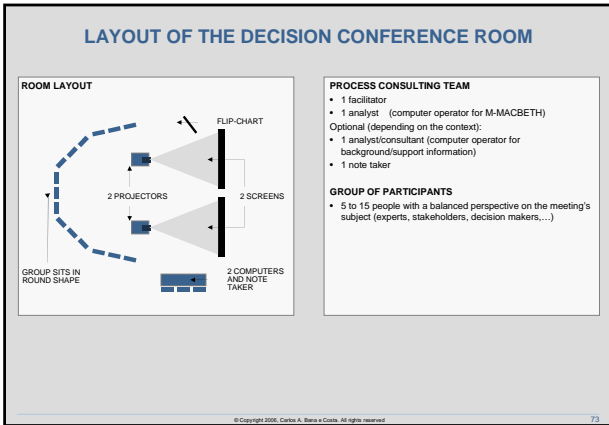 LAYOUT OF THE DECISION CONFERENCE ROOM
ROOM LAYOUT
FLIP-CHART
2 PROJECTORS
2 SCREENS
GROUP SITS IN
ROUND SHAPE
2 COMPUTERS
AND NOTE
TAKER
PROCESS CONSULTING TEAM
• 1 facilitator
• 1 analyst (computer operator for M-MACBETH)
Optional (depending on the context):
• 1 analyst/consultant (computer operator for
background/support information)
• 1 note taker
GROUP OF PARTICIPANTS
• 5 to 15 people with a balanced perspective on the meeting's
subject (experts, stakeholders, decision makers,…)
© Copyright 2006, Carlos A. Bana e Costa. All rights reserved
73